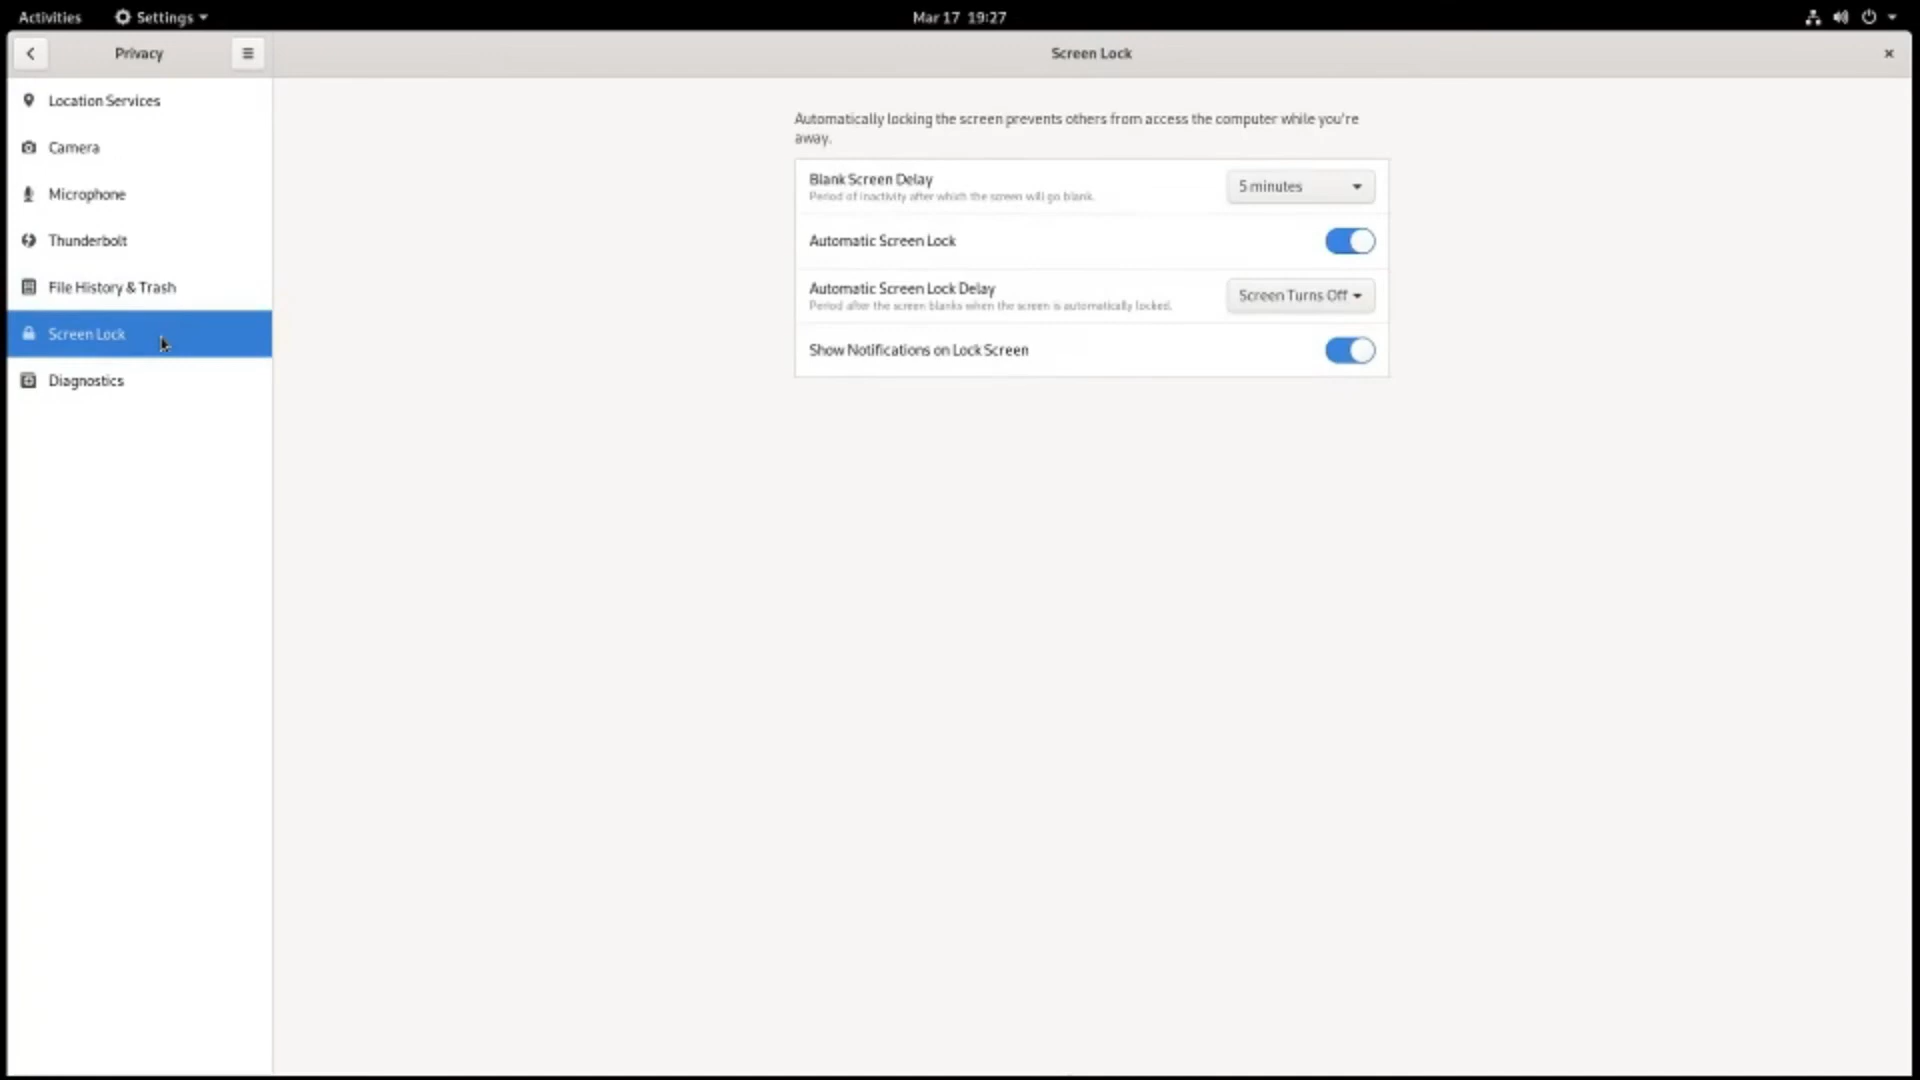 Activities
Settings
Mar 17 19:27
Privacy
Screen Lock
Location Services
Camera
Microphone
Thunderbolt
File History & Trash
Screen Lock
Diagnostics
Automatically locking the screen prevents others from access the computer while you're
away.
Blank Screen Delay
Period of inactivity after which the screen will go blank.
5 minutes
Automatic Screen Lock
Automatic Screen Lock Delay
Period after the screen blanks when the screen is automatically locked.
Screen Turns Off
Show Notifications on Lock Screen